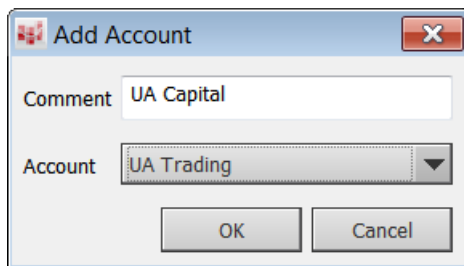 Add Account
Comment UA Capital
Account UA Trading
OK Cancel